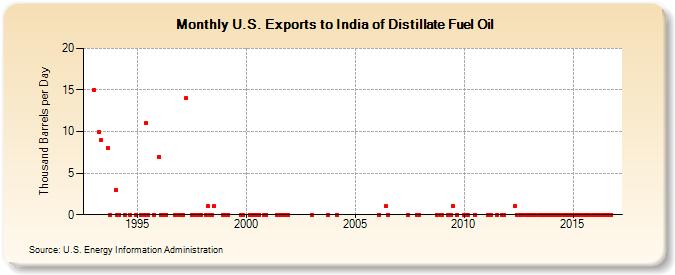 Monthly U.S. Exports to India of Distillate Fuel Oil
Thousand Barrels per Day
20
15
10
5
0
1995 2000 2005 2010 2015
Source: U.S. Energy Information Administration